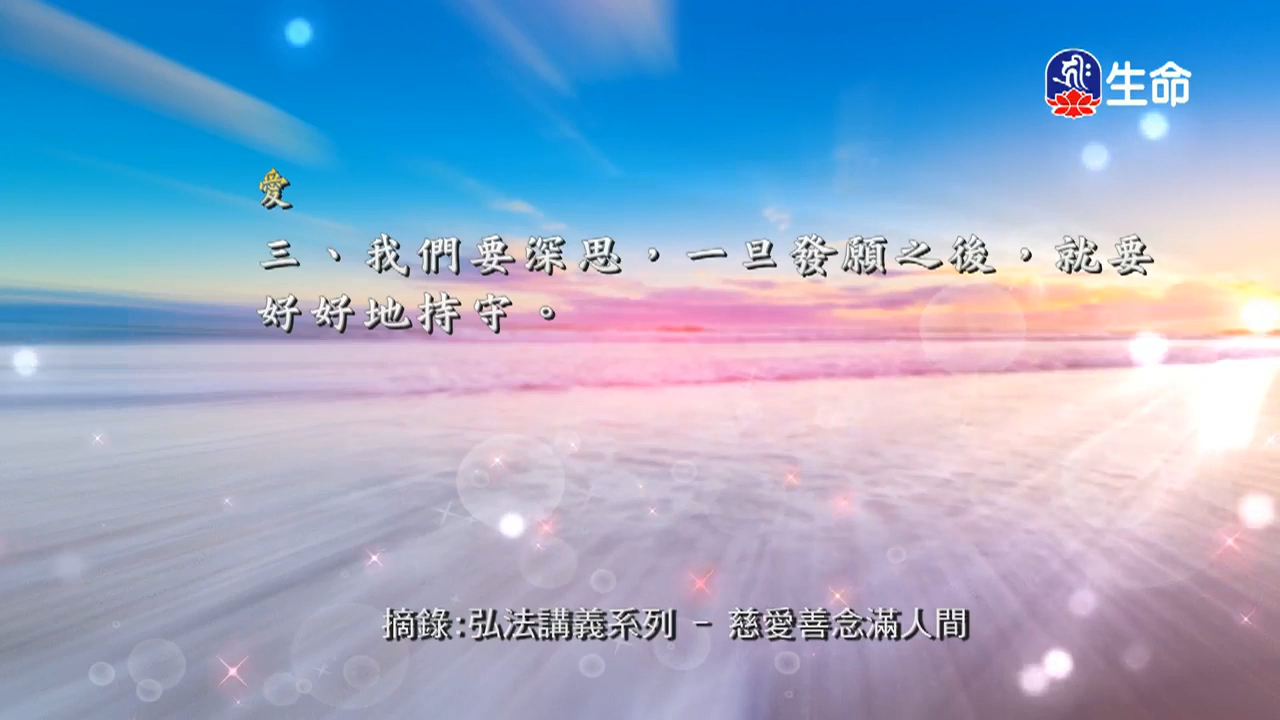 生命
愛
三、我們要深思，一旦發願之後，就要
好好地持守。
摘錄:弘法講義系列 - 慈愛善念滿人間